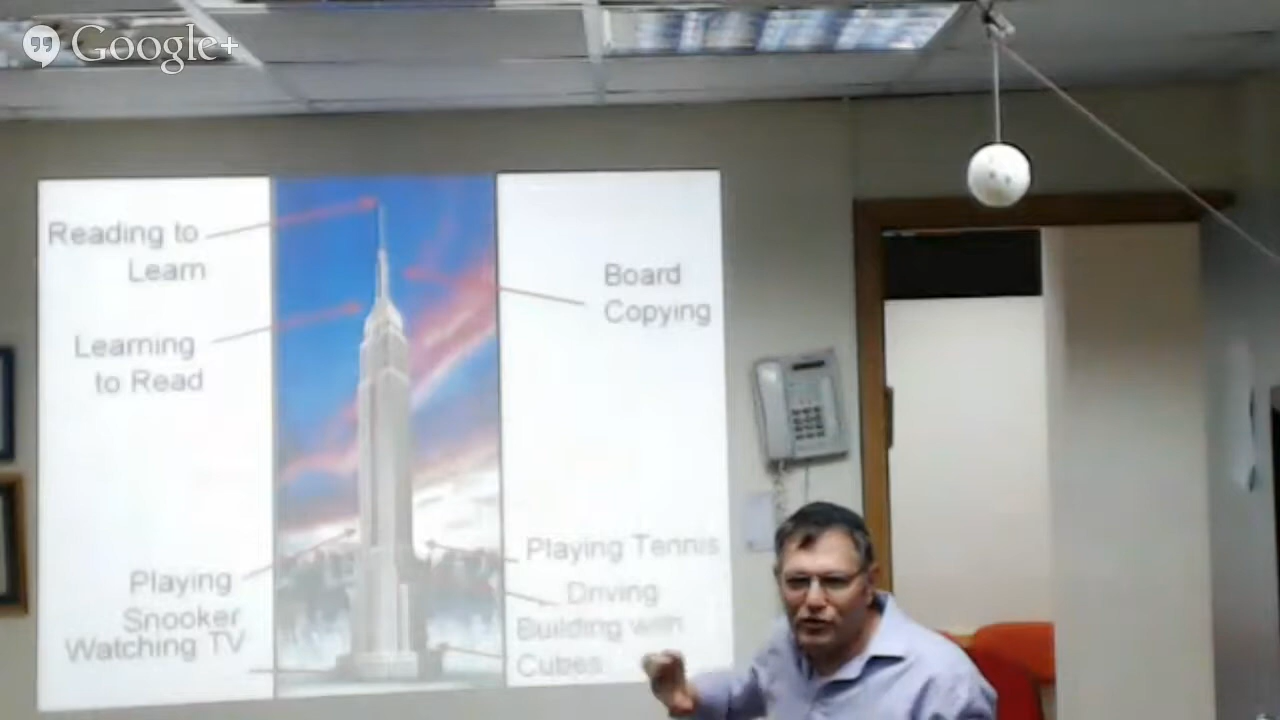 Google+
Reading to
Learn
Learning
to Read
Board
Copying
Playing
Snooker
Watching TV
Playing Tennis
Driving
Building with
Cubes